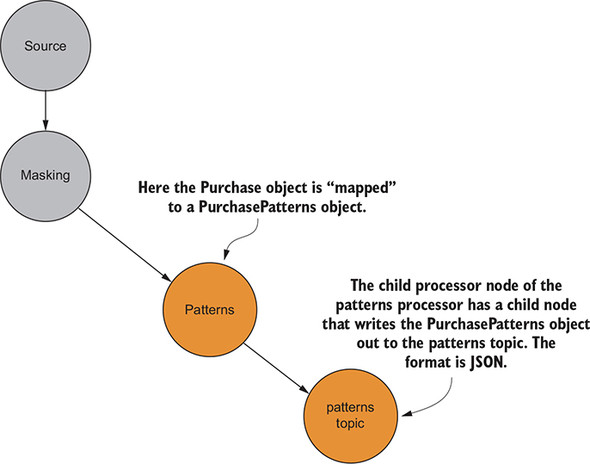 Source
Masking
Here the Purchase object is “mapped”
to a PurchasePatterns object.
Patterns
The child processor node of the
patterns processor has a child node
that writes the PurchasePatterns object
out to the patterns topic. The
format is JSON.
patterns
topic